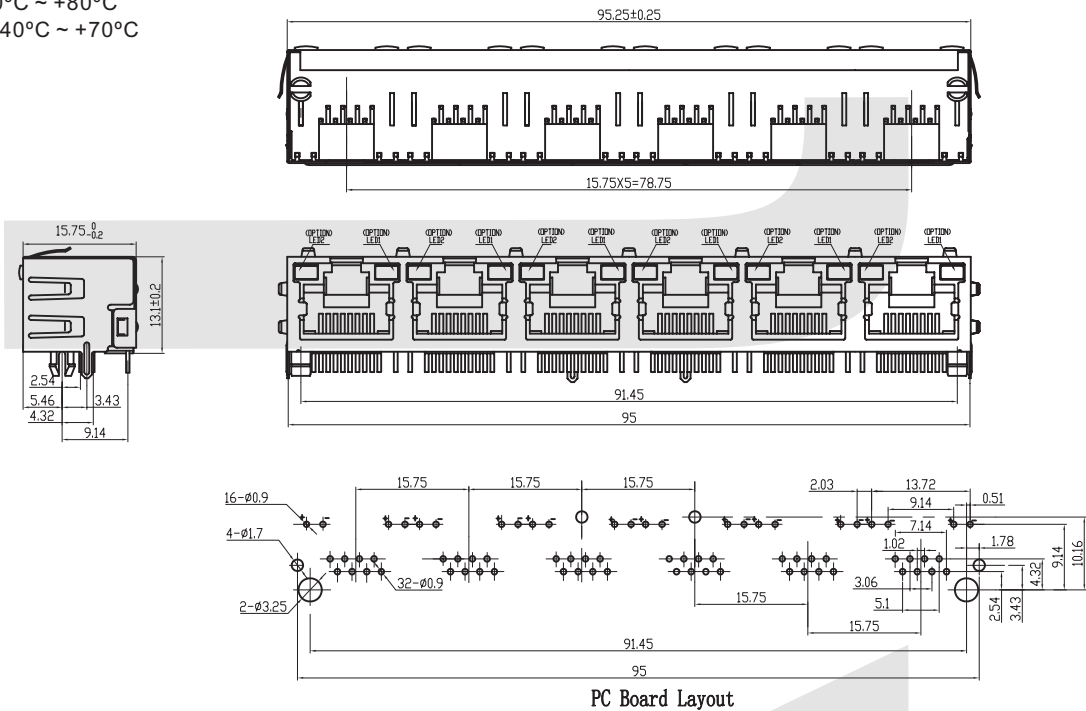 0°C ~ +80°C
40°C ~ +70°C
95.25±0.25
15.75X5=78.75
15.75 0 -0.2
13.1±0.2
2.54
5.46
3.43
4.32
9.14
(OPTION) LED2
(OPTION) LED1
(OPTION) LED2
(OPTION) LED1
(OPTION) LED2
(OPTION) LED1
(OPTION) LED2
(OPTION) LED1
(OPTION) LED2
(OPTION) LED1
(OPTION) LED2
(OPTION) LED1
91.45
95
16-ø0.9
4-ø1.7
2-ø3.25
32-ø0.9
15.75
15.75
15.75
2.03
13.72
9.14
0.51
7.14
1.02
1.78
3.06
5.1
15.75
15.75
2.54
3.43
4.32
9.14
10.16
91.45
95
PC Board Layout